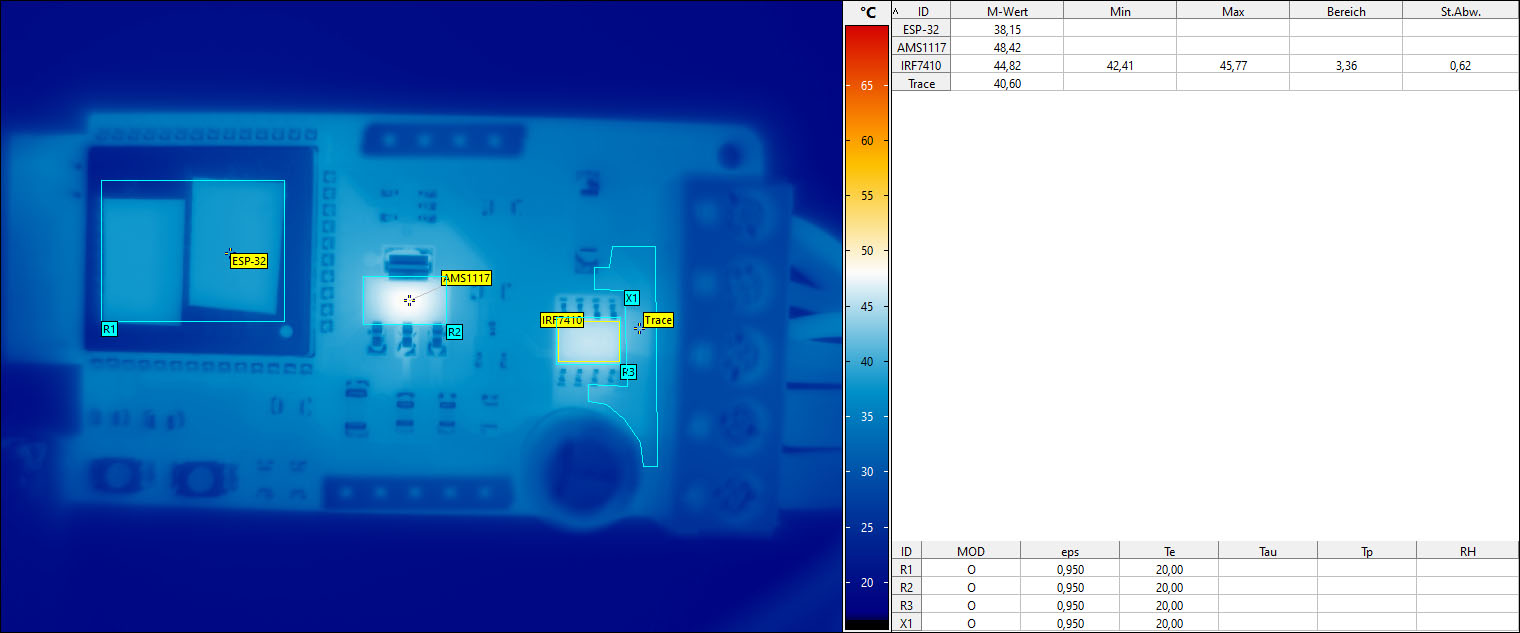 °C
65
60
55
50
45
40
35
30
25
20
ESP-32
R1
AMS1117
R2
IRF7410
X1
Trace
R3
^ ID M-Wert Min Max Bereich St.Abw.
ESP-32 38,15
AMS1117 48,42
IRF7410 44,82 42,41 45,77 3,36 0,62
Trace 40,60
ID MOD eps Te Tau Tp RH
R1 O 0,950 20,00
R2 O 0,950 20,00
R3 O 0,950 20,00
X1 O 0,950 20,00